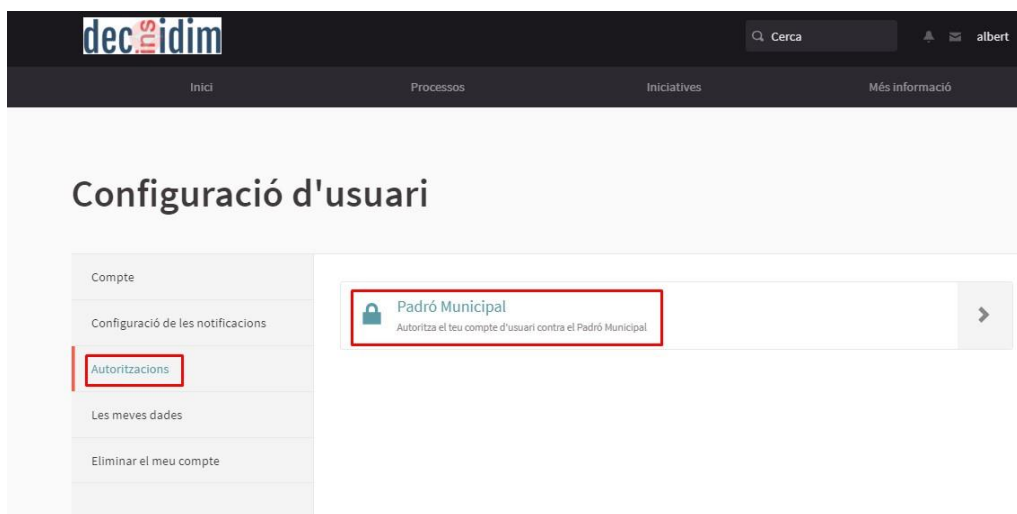 decidim
Cerca
albert
Inici
Processos
Iniciatives
Més informació
Configuració d'usuari
Compte
Configuració de les notificacions
Autoritzacions
Les meves dades
Eliminar el meu compte
Padró Municipal
Autoritza el teu compte d'usuari contra el Padró Municipal